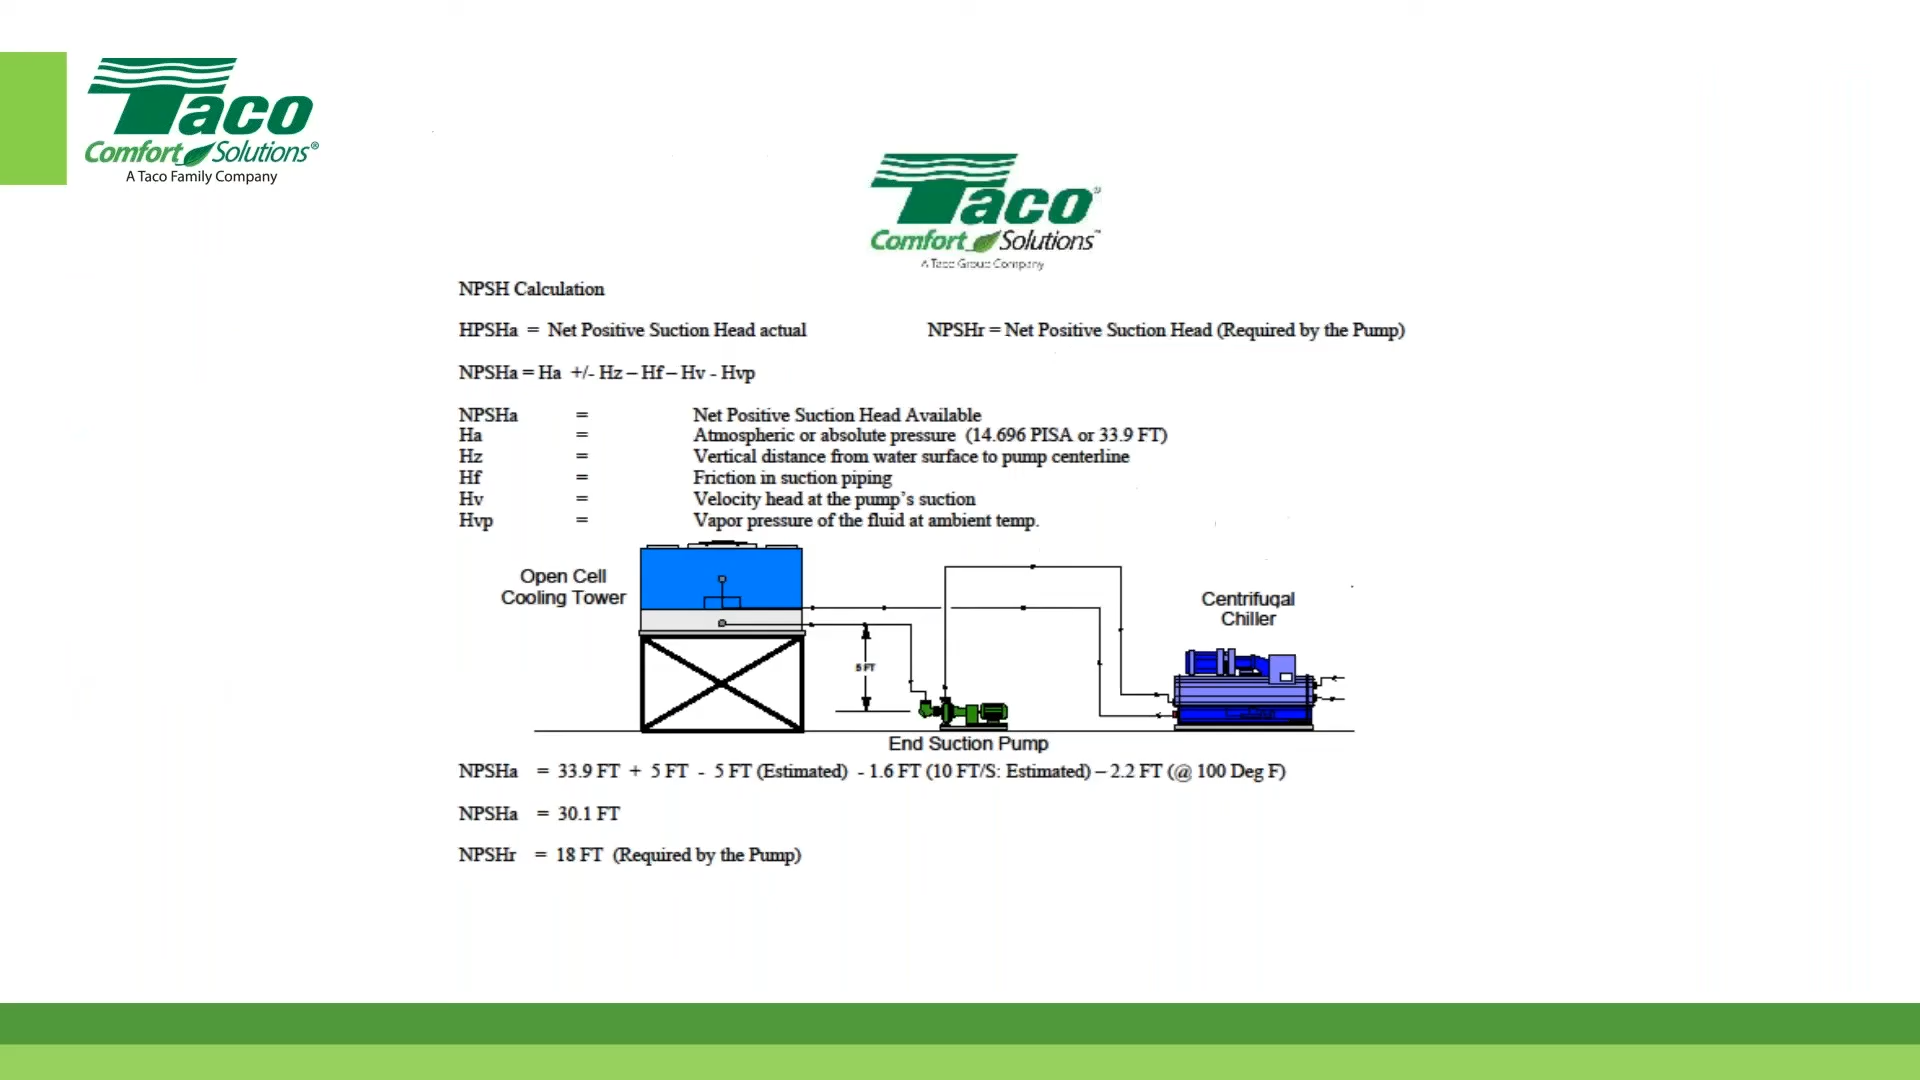 Taco
Comfort Solutions®
A Taco Family Company
Taco®
Comfort Solutions™
A Taco Group Company
NPSH Calculation
HPSHa = Net Positive Suction Head actual NPSHr = Net Positive Suction Head (Required by the Pump)
NPSHa = Ha +/- Hz – Hf – Hv - Hvp
NPSHa = Net Positive Suction Head Available
Ha = Atmospheric or absolute pressure (14.696 PISA or 33.9 FT)
Hz = Vertical distance from water surface to pump centerline
Hf = Friction in suction piping
Hv = Velocity head at the pump’s suction
Hvp = Vapor pressure of the fluid at ambient temp.
Open Cell
Cooling Tower
Centrifugal
Chiller
5 FT
End Suction Pump
NPSHa = 33.9 FT + 5 FT - 5 FT (Estimated) - 1.6 FT (10 FT/S: Estimated) – 2.2 FT (@ 100 Deg F)
NPSHa = 30.1 FT
NPSHr = 18 FT (Required by the Pump)